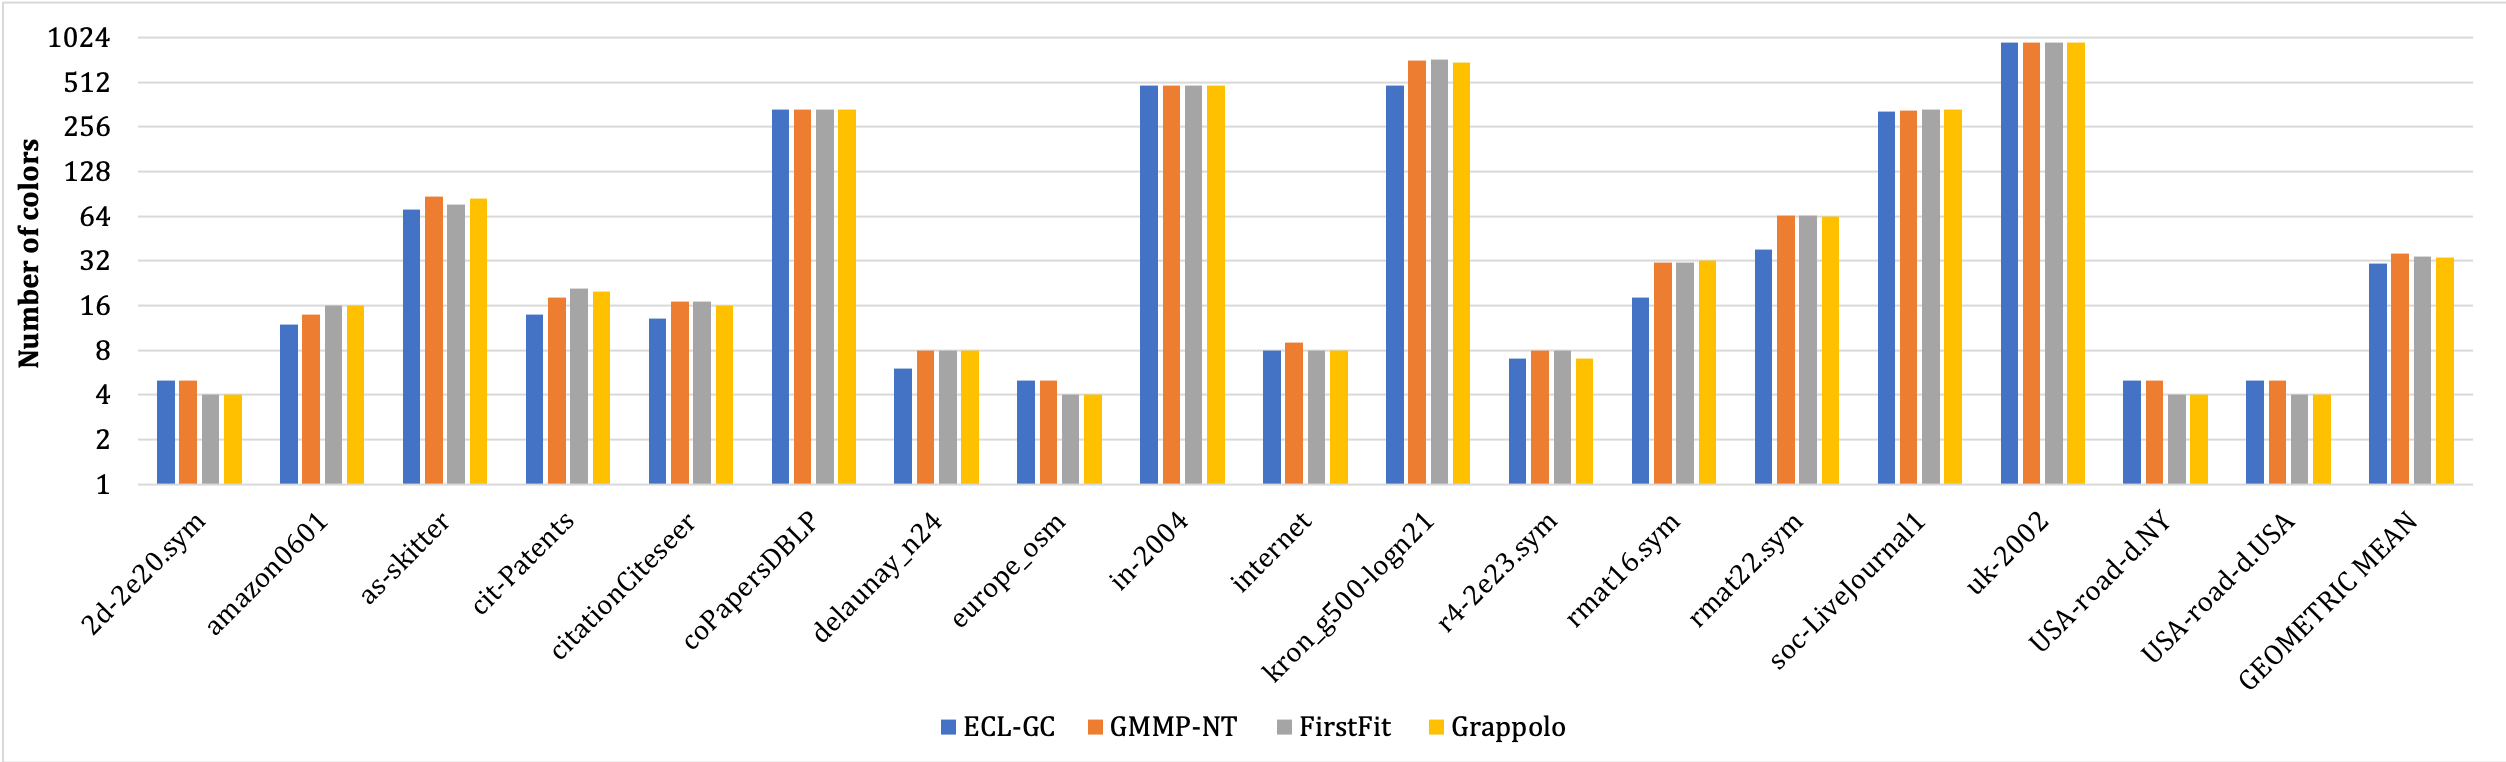 Number of colors
1024
512
256
128
64
32
16
8
4
2
1
2d-2e20.sym
amazon0601
as-skitter
cit-Patents
citationCiteseer
coPapersDBLP
delaunay_n24
europe_osm
in-2004
internet
kron_g500-logn21
r4-2e23.sym
rmat16.sym
rmat22.sym
soc-LiveJournal1
uk-2002
USA-road-d.NY
USA-road-d.USA
GEOMETRIC MEAN
ECL-GC GMMP-NT FirstFit Grappolo